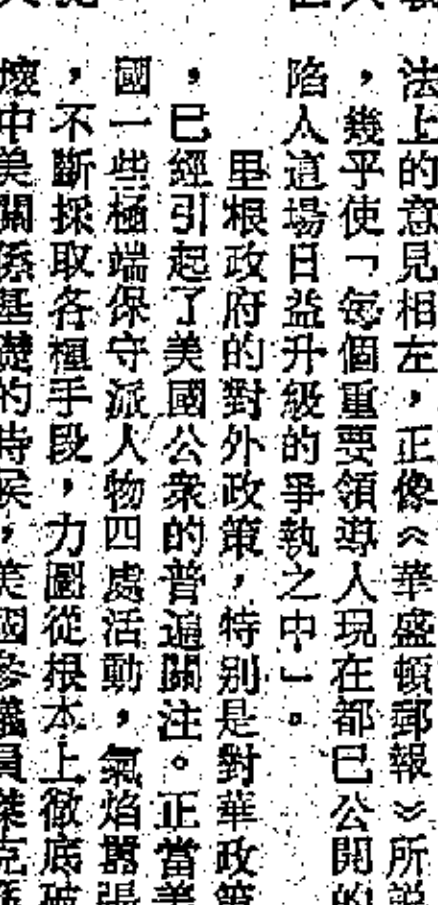 法上的意見相左，正像《華盛頓郵報》所説
，幾乎使「每個重要領導人現在都已公開的
陷人這場日益升級的爭執之中」。
里根政府的對外政策，特别是對華政策
，已經引起了美國公衆的普遍關注。正當美
國一些極端保守派人物四處活動，氣焰囂張
，不斷採取各種手段，力圖從根本上徹底破
壞中美關係基礎的時候，美國參議員傑克遜